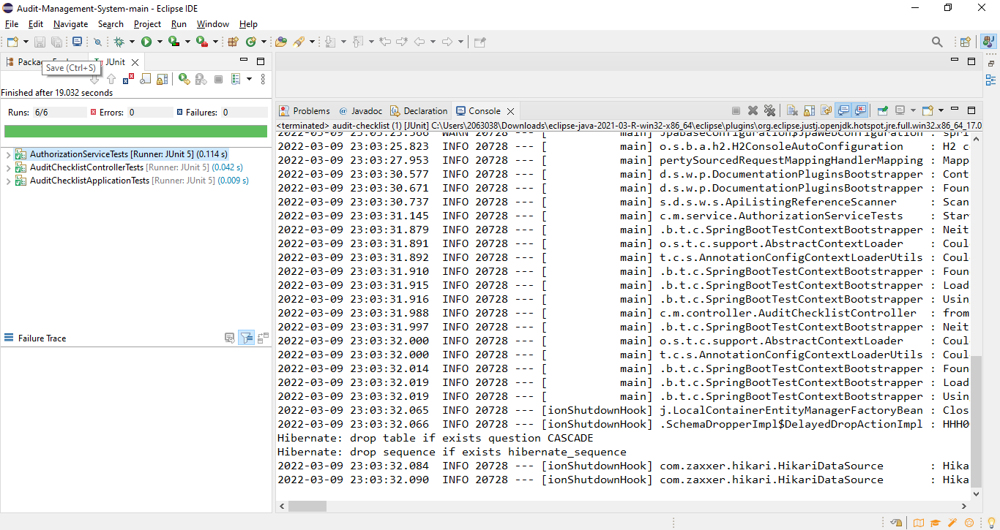 Audit-Management-System-main - Eclipse IDE
File Edit Navigate Search Project Run Window Help
Packa JUnit
Save (Ctrl+S)
Finished after 19.032 seconds
Runs: 6/6 Errors: 0 Failures: 0
AuthorizationServiceTests [Runner: JUnit 5] (0.114 s)
AuditChecklistControllerTests [Runner: JUnit 5] (0.042 s)
AuditChecklistApplicationTests [Runner: JUnit 5] (0.009 s)
Failure Trace
Problems Javadoc Declaration Console
<terminated> audit-checklist (1) [JUnit] C:\Users\2063038\Downloads\eclipse-java-2021-03-R-win32-x86_64\eclipse\plugins\org.eclipse.justj.openjdk.hotspot.jre.full.win32.x86_64_17.0
2022-03-09 23:03:25.566 WARN 20728 --- [ main] JpaBaseConfiguration$JpaWebConfiguration : spri
2022-03-09 23:03:25.823 INFO 20728 --- [ main] o.s.b.a.h2.H2ConsoleAutoConfiguration : H2 c
2022-03-09 23:03:27.953 INFO 20728 --- [ main] pertySourcedRequestMappingHandlerMapping : Mapp
2022-03-09 23:03:30.577 INFO 20728 --- [ main] d.s.w.p.DocumentationPluginsBootstrapper : Cont
2022-03-09 23:03:30.671 INFO 20728 --- [ main] d.s.w.p.DocumentationPluginsBootstrapper : Foun
2022-03-09 23:03:30.737 INFO 20728 --- [ main] s.d.s.w.s.ApiListingReferenceScanner : Scan
2022-03-09 23:03:31.145 INFO 20728 --- [ main] c.m.service.AuthorizationServiceTests : Star
2022-03-09 23:03:31.879 INFO 20728 --- [ main] .b.t.c.SpringBootTestContextBootstrapper : Neit
2022-03-09 23:03:31.891 INFO 20728 --- [ main] o.s.t.c.support.AbstractContextLoader : Coul
2022-03-09 23:03:31.892 INFO 20728 --- [ main] t.c.s.AnnotationConfigContextLoaderUtils : Coul
2022-03-09 23:03:31.910 INFO 20728 --- [ main] .b.t.c.SpringBootTestContextBootstrapper : Foun
2022-03-09 23:03:31.915 INFO 20728 --- [ main] .b.t.c.SpringBootTestContextBootstrapper : Load
2022-03-09 23:03:31.916 INFO 20728 --- [ main] .b.t.c.SpringBootTestContextBootstrapper : Usin
2022-03-09 23:03:31.988 INFO 20728 --- [ main] c.m.controller.AuditChecklistController : from
2022-03-09 23:03:31.997 INFO 20728 --- [ main] .b.t.c.SpringBootTestContextBootstrapper : Neit
2022-03-09 23:03:32.000 INFO 20728 --- [ main] o.s.t.c.support.AbstractContextLoader : Coul
2022-03-09 23:03:32.000 INFO 20728 --- [ main] t.c.s.AnnotationConfigContextLoaderUtils : Coul
2022-03-09 23:03:32.014 INFO 20728 --- [ main] .b.t.c.SpringBootTestContextBootstrapper : Foun
2022-03-09 23:03:32.019 INFO 20728 --- [ main] .b.t.c.SpringBootTestContextBootstrapper : Load
2022-03-09 23:03:32.019 INFO 20728 --- [ main] .b.t.c.SpringBootTestContextBootstrapper : Usin
2022-03-09 23:03:32.065 INFO 20728 --- [ionShutdownHook] j.LocalContainerEntityManagerFactoryBean : Clos
2022-03-09 23:03:32.066 INFO 20728 --- [ionShutdownHook] .SchemaDropperImpl$DelayedDropActionImpl : HHH0
Hibernate: drop table if exists question CASCADE
Hibernate: drop sequence if exists hibernate_sequence
2022-03-09 23:03:32.084 INFO 20728 --- [ionShutdownHook] com.zaxxer.hikari.HikariDataSource : Hika
2022-03-09 23:03:32.090 INFO 20728 --- [ionShutdownHook] com.zaxxer.hikari.HikariDataSource : Hika